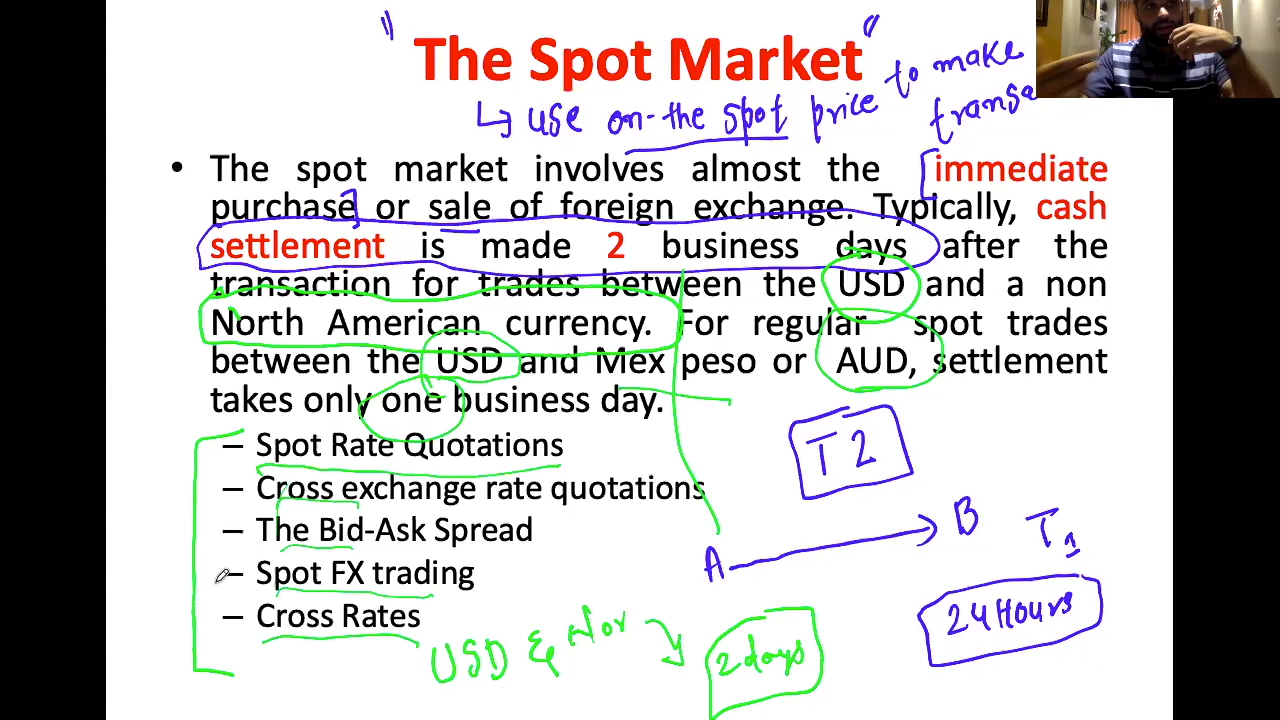 " The Spot Market "
↳ use on-the spot price to make
transa
• The spot market involves almost the [immediate
purchase] or sale of foreign exchange. Typically, cash
settlement is made 2 business days after the
transaction for trades between the USD and a non
North American currency. For regular spot trades
between the USD and Mex peso or AUD, settlement
takes only one business day.
– Spot Rate Quotations
– Cross exchange rate quotations
– The Bid-Ask Spread
– Spot FX trading
– Cross Rates
T 2
A → B
T1
24 Hours
USD & Nor
2 days